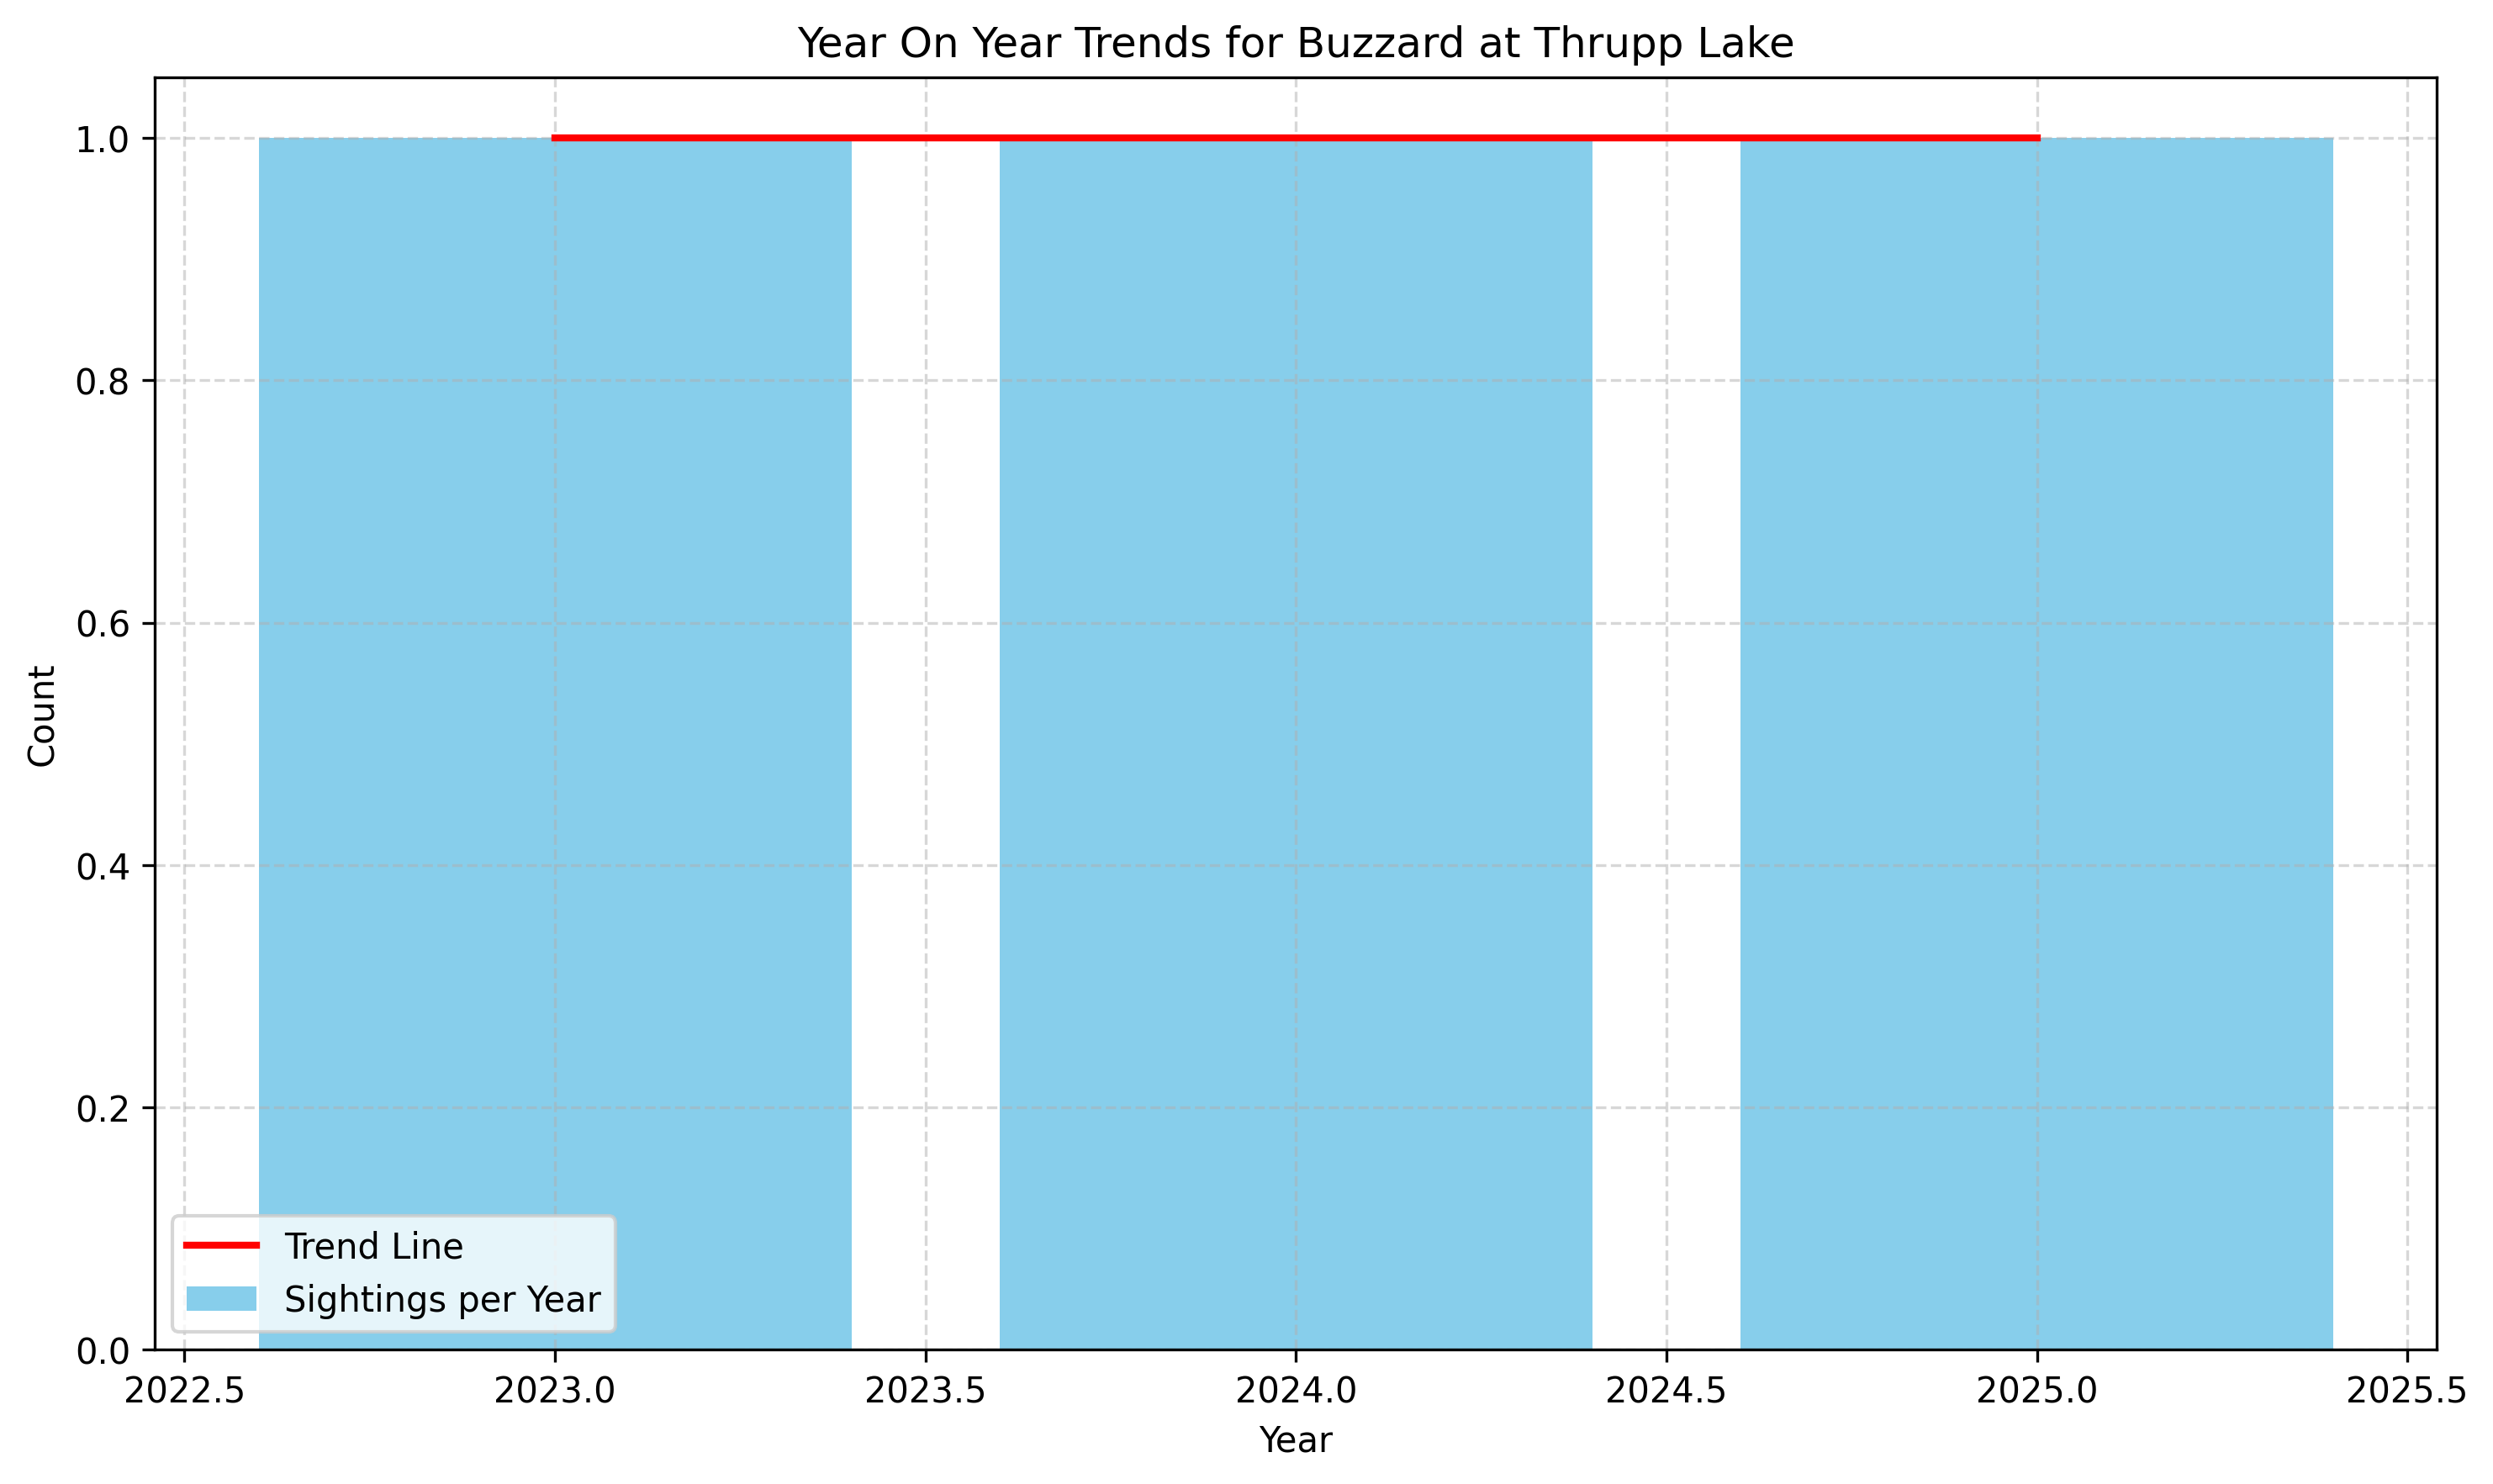 Year On Year Trends for Buzzard at Thrupp Lake
1.0
0.8
0.6
0.4
0.2
0.0
Count
Trend Line
Sightings per Year
2022.5 2023.0 2023.5 2024.0 2024.5 2025.0 2025.5
Year